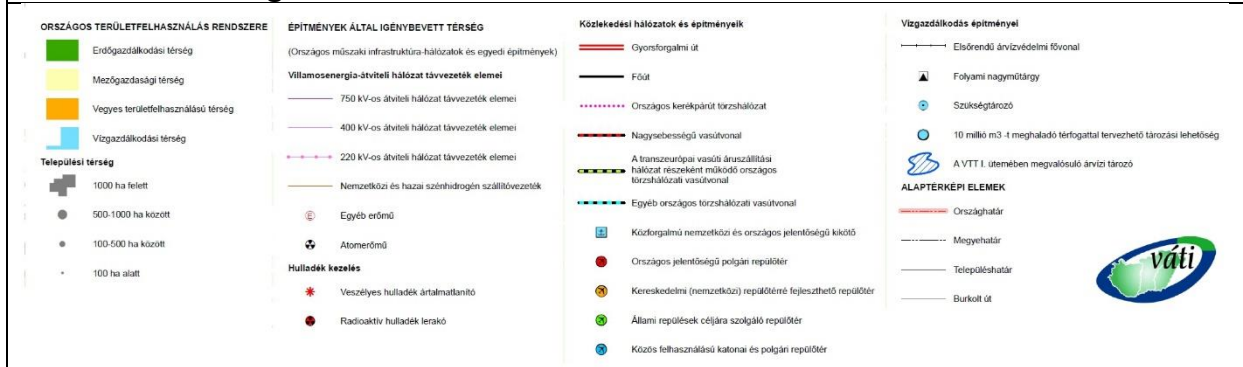 ORSZÁGOS TERÜLETFELHASZNÁLÁS RENDSZERE
Erdőgazdálkodási térség
Mezőgazdasági térség
Vegyes területfelhasználású térség
Vízgazdálkodási térség
Települési térség
1000 ha felett
500-1000 ha között
100-500 ha között
100 ha alatt
ÉPÍTMÉNYEK ÁLTAL IGÉNYBEVETT TÉRSÉG
(Országos műszaki infrastruktúra-hálózatok és egyedi építmények)
Villamosenergia-átviteli hálózat távvezeték elemei
750 kV-os átviteli hálózat távvezeték elemei
400 kV-os átviteli hálózat távvezeték elemei
220 kV-os átviteli hálózat távvezeték elemei
Nemzetközi és hazai szénhidrogén szállítóvezeték
E Egyéb erőmű
Atomerőmű
Hulladék kezelés
Veszélyes hulladék ártalmatlanító
Radioaktív hulladék lerakó
Közlekedési hálózatok és építményeik
Gyorsforgalmi út
Főút
Országos kerékpárút törzshálózat
Nagysebességű vasútvonal
A transzeurópai vasúti áruszállítási
hálózat részeként működő országos
törzshálózati vasútvonal
Egyéb országos törzshálózati vasútvonal
Közforgalmú nemzetközi és országos jelentőségű kikötő
Országos jelentőségű polgári repülőtér
Kereskedelmi (nemzetközi) repülőtérré fejleszthető repülőtér
Állami repülések céljára szolgáló repülőtér
Közös felhasználású katonai és polgári repülőtér
Vízgazdálkodás építményei
Elsőrendű árvízvédelmi fővonal
Folyami nagyműtárgy
Szükségtározó
10 millió m3 -t meghaladó térfogattal tervezhető tározási lehetőség
A VTT I. ütemében megvalósuló árvízi tározó
ALAPTÉRKÉPI ELEMEK
Országhatár
Megyehatár
Településhatár
Burkolt út
váti